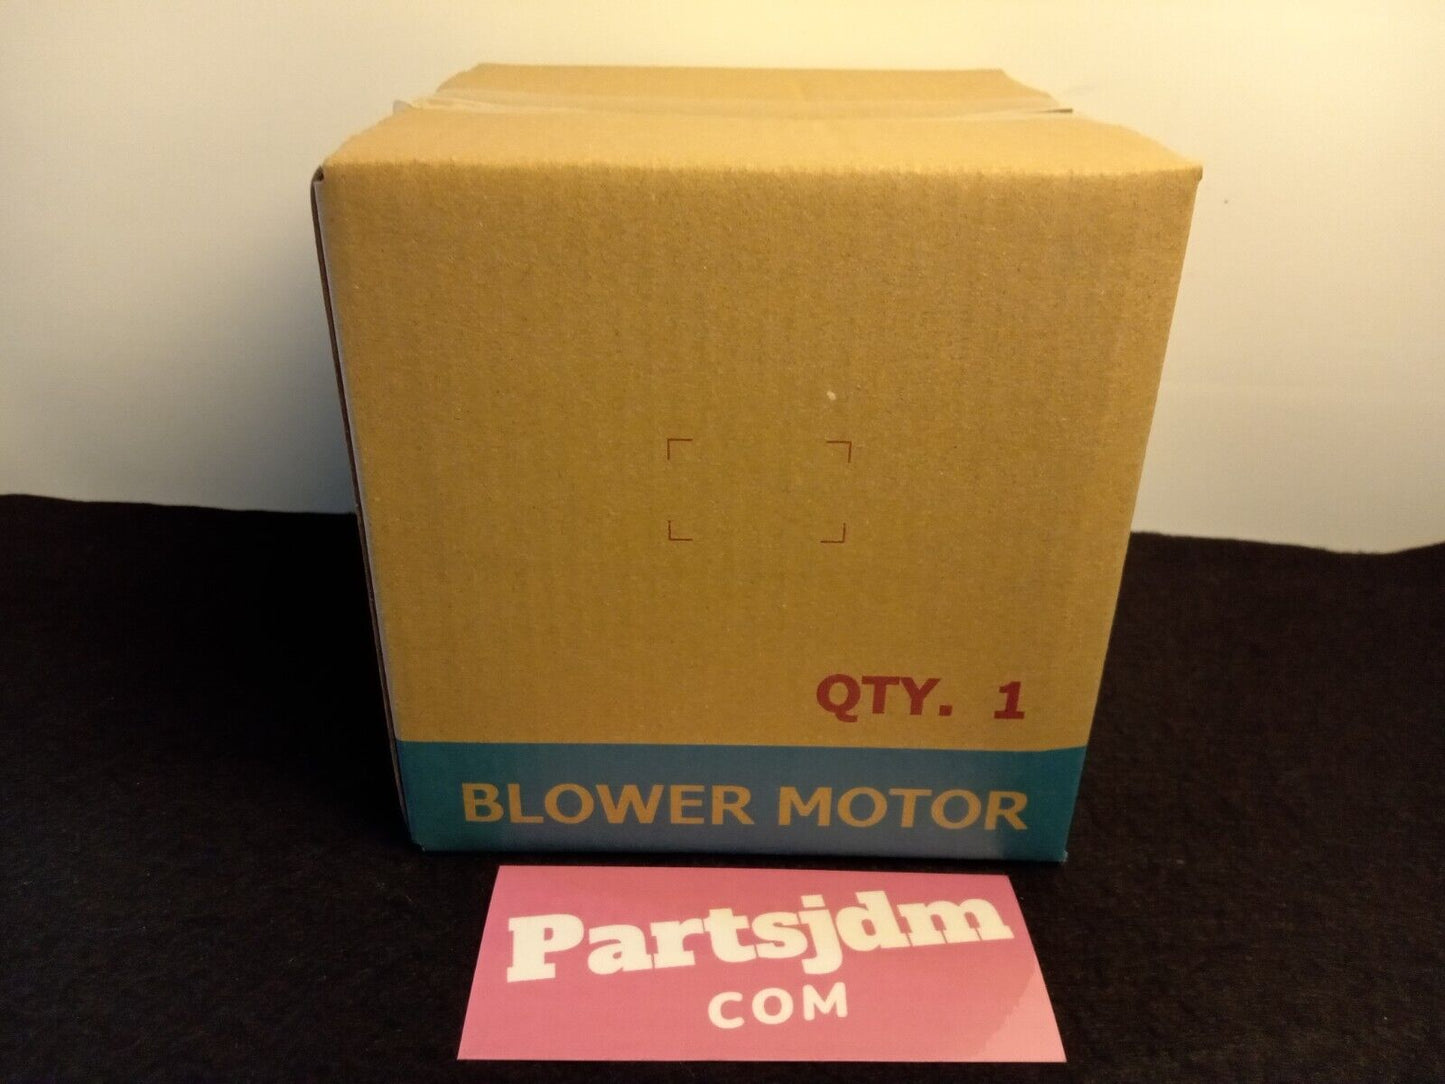 QTY. 1
BLOWER MOTOR
Partsjdm
COM